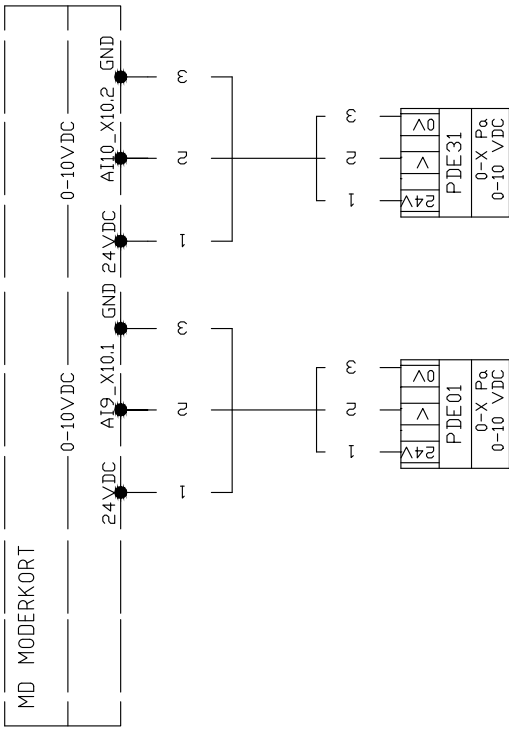 MD MODERKORT
0-10VDC
0-10VDC
24VDC
AI9_X10.1
GND
24VDC
AI10_X10.2
GND
1
2
3
1
2
3
1
2
3
1
2
3
24V
V
0V
PDE01
0-X Pa
0-10 VDC
24V
V
0V
PDE31
0-X Pa
0-10 VDC